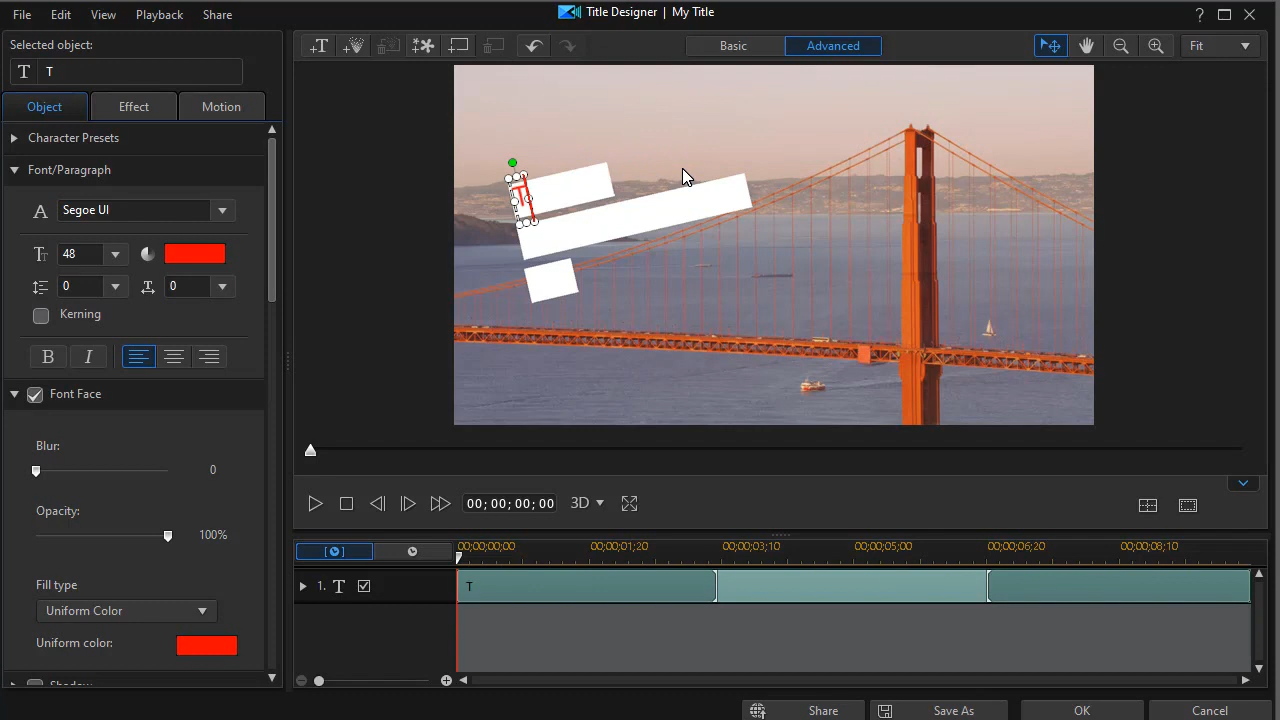 Title Designer | My Title
File Edit View Playback Share
?
Selected object:
T T
T
Basic Advanced
Fit
Object Effect Motion
Character Presets
Font/Paragraph
Segoe UI
48
0 0
Kerning
B I
Font Face
Blur:
0
Opacity:
100%
Fill type
Uniform Color
Uniform color:
Shadow
T
00;00;00;00 3D
00;00;00;00 00;00;01;20 00;00;03;10 00;00;05;00 00;00;06;20 00;00;08;10
1. T T
Share Save As OK Cancel